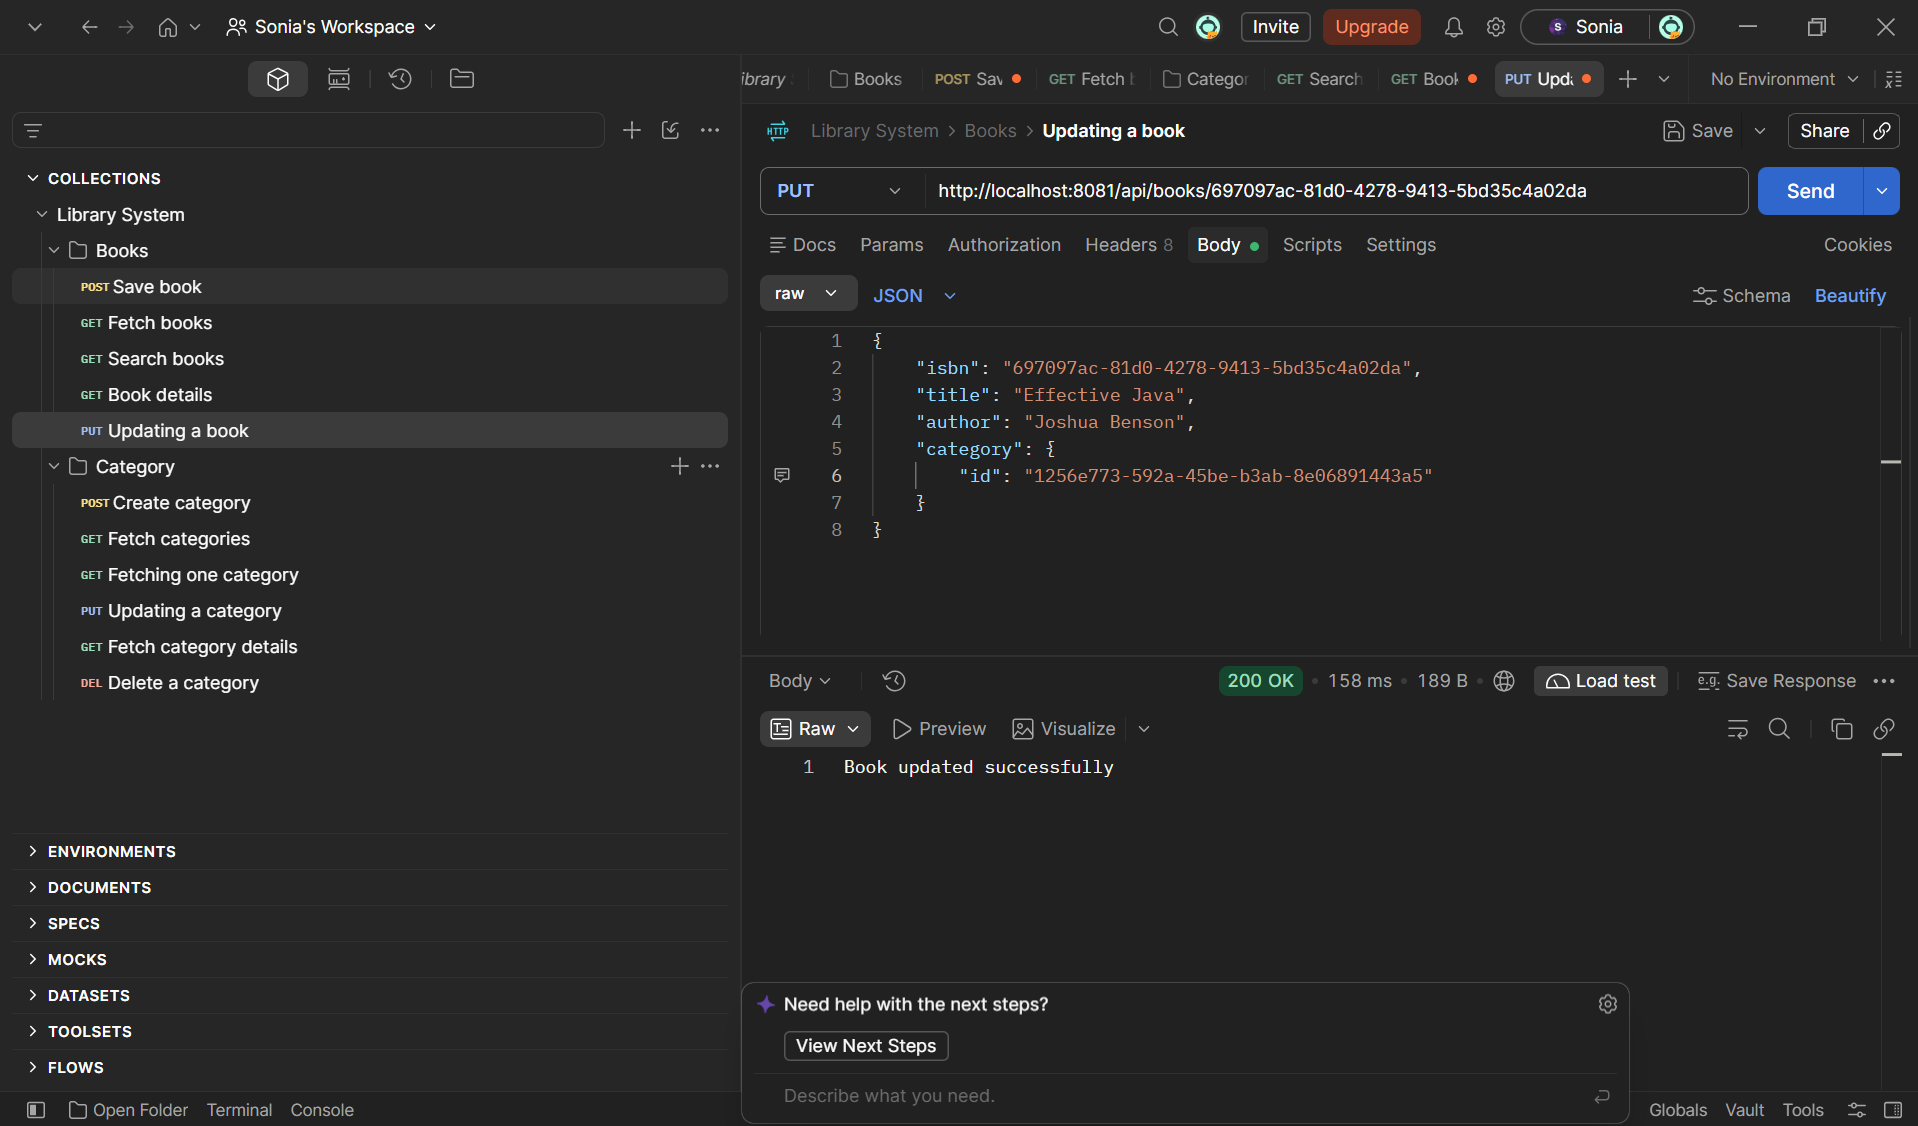 Sonia's Workspace
Invite
Upgrade
S Sonia
ibrary
Books
POST Sav
GET Fetch
Categor
GET Search
GET Book
PUT Upda
No Environment
HTTP Library System > Books > Updating a book
Save
Share
COLLECTIONS
Library System
Books
POST Save book
GET Fetch books
GET Search books
GET Book details
PUT Updating a book
Category
POST Create category
GET Fetch categories
GET Fetching one category
PUT Updating a category
GET Fetch category details
DEL Delete a category
ENVIRONMENTS
DOCUMENTS
SPECS
MOCKS
DATASETS
TOOLSETS
FLOWS
PUT http://localhost:8081/api/books/697097ac-81d0-4278-9413-5bd35c4a02da
Send
Docs Params Authorization Headers 8 Body Scripts Settings Cookies
raw JSON Schema Beautify
1 {
2 "isbn": "697097ac-81d0-4278-9413-5bd35c4a02da",
3 "title": "Effective Java",
4 "author": "Joshua Benson",
5 "category": {
6 "id": "1256e773-592a-45be-b3ab-8e06891443a5"
7 }
8 }
Body 200 OK • 158 ms • 189 B • Load test e.g. Save Response
Raw Preview Visualize
1 Book updated successfully
Need help with the next steps?
View Next Steps
Describe what you need.
Open Folder Terminal Console
Globals Vault Tools